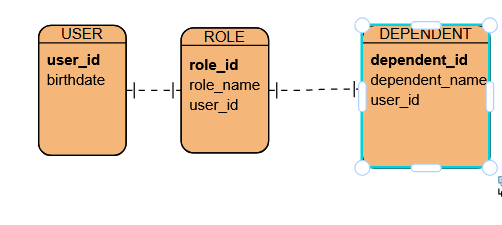 USER
user_id
birthdate
ROLE
role_id
role_name
user_id
DEPENDENT
dependent_id
dependent_name
user_id